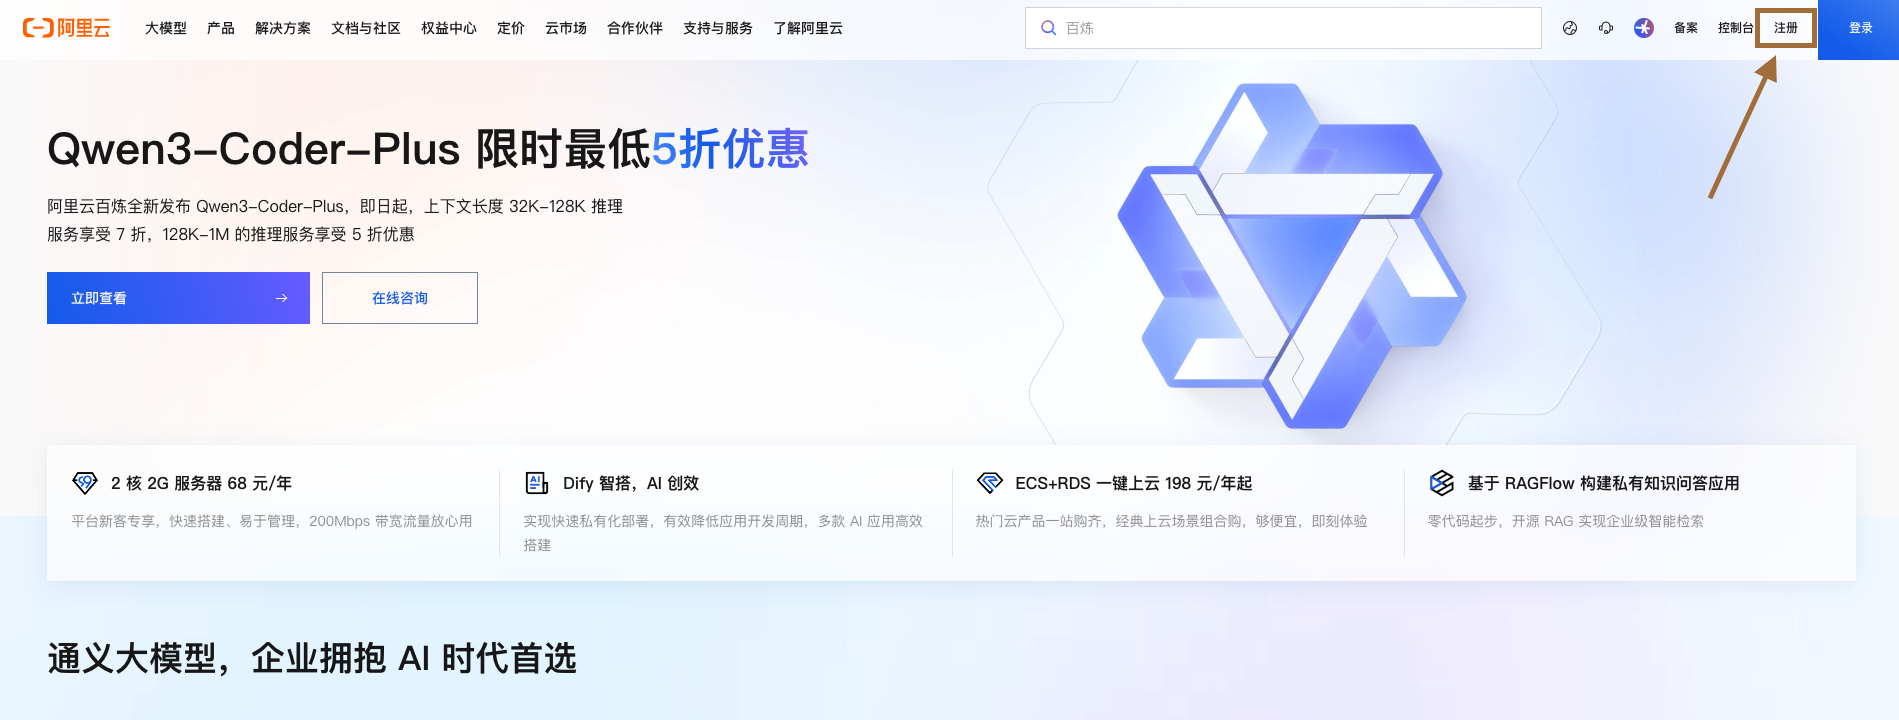 阿里云
大模型 产品 解决方案 文档与社区 权益中心 定价 云市场 合作伙伴 支持与服务 了解阿里云
百炼
备案 控制台 注册 登录
Qwen3-Coder-Plus 限时最低5折优惠
阿里云百炼全新发布 Qwen3-Coder-Plus，即日起，上下文长度 32K-128K 推理
服务享受 7 折，128K-1M 的推理服务享受 5 折优惠
立即查看 →
在线咨询
2 核 2G 服务器 68 元/年
平台新客专享，快速搭建、易于管理，200Mbps 带宽流量放心用
AI
Dify 智搭，AI 创效
实现快速私有化部署，有效降低应用开发周期，多款 AI 应用高效
搭建
ECS+RDS 一键上云 198 元/年起
热门云产品一站购齐，经典上云场景组合购，够便宜，即刻体验
基于 RAGFlow 构建私有知识问答应用
零代码起步，开源 RAG 实现企业级智能检索
通义大模型，企业拥抱 AI 时代首选